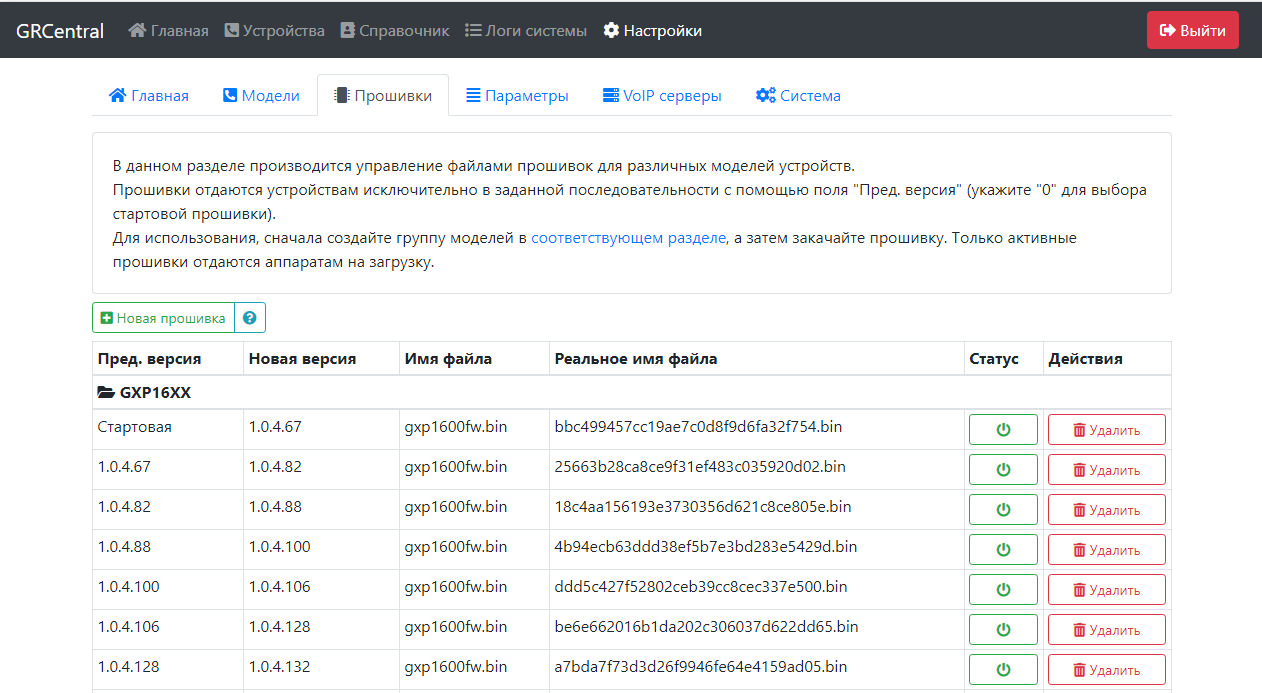 GRCentral Главная Устройства Справочник Логи системы Настройки Выйти
Главная Модели Прошивки Параметры VoIP серверы Система
В данном разделе производится управление файлами прошивок для различных моделей устройств.
Прошивки отдаются устройствам исключительно в заданной последовательности с помощью поля "Пред. версия" (укажите "0" для выбора
стартовой прошивки).
Для использования, сначала создайте группу моделей в соответствующем разделе, а затем закачайте прошивку. Только активные
прошивки отдаются аппаратам на загрузку.
Новая прошивка ?
Пред. версия Новая версия Имя файла Реальное имя файла Статус Действия
GXP16XX
Стартовая 1.0.4.67 gxp1600fw.bin bbc499457cc19ae7c0d8f9d6fa32f754.bin Удалить
1.0.4.67 1.0.4.82 gxp1600fw.bin 25663b28ca8ce9f31ef483c035920d02.bin Удалить
1.0.4.82 1.0.4.88 gxp1600fw.bin 18c4aa156193e3730356d621c8ce805e.bin Удалить
1.0.4.88 1.0.4.100 gxp1600fw.bin 4b94ecb63ddd38ef5b7e3bd283e5429d.bin Удалить
1.0.4.100 1.0.4.106 gxp1600fw.bin ddd5c427f52802ceb39cc8cec337e500.bin Удалить
1.0.4.106 1.0.4.128 gxp1600fw.bin be6e662016b1da202c306037d622dd65.bin Удалить
1.0.4.128 1.0.4.132 gxp1600fw.bin a7bda7f73d3d26f9946fe64e4159ad05.bin Удалить